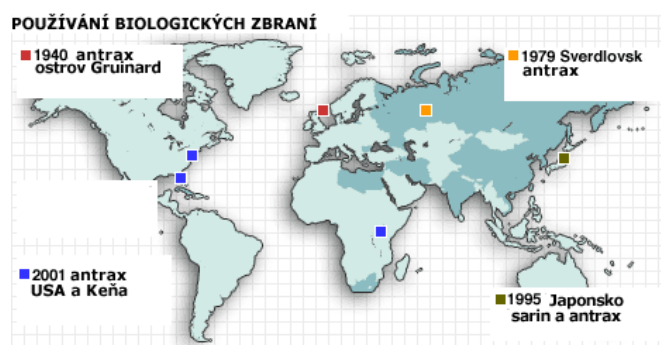 POUŽÍVÁNÍ BIOLOGICKÝCH ZBRANÍ
1940 antrax
ostrov Gruinard
1979 Sverdlovsk
antrax
2001 antrax
USA a Keňa
1995 Japonsko
sarin a antrax